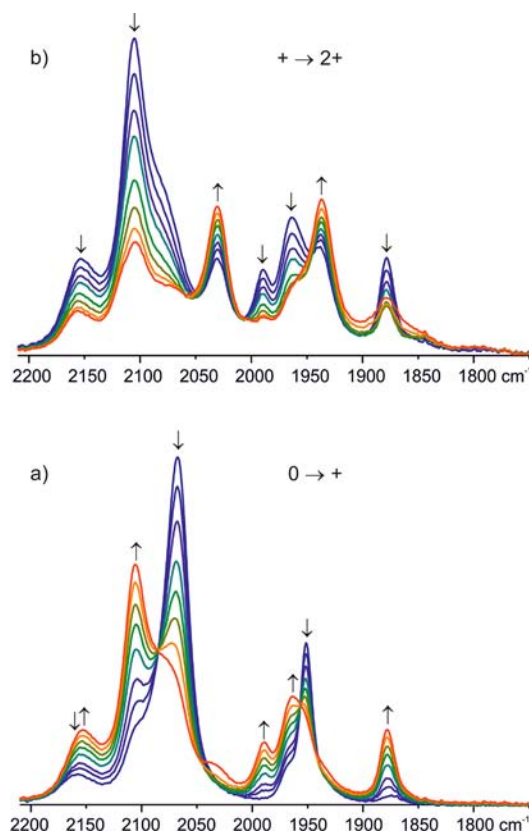 b) + → 2+
↓ ↓ ↑ ↓ ↓ ↑ ↓
2200 2150 2100 2050 2000 1950 1900 1850 1800 cm-1
a) 0 → +
↓ ↑ ↓ ↑ ↑ ↓ ↑
2200 2150 2100 2050 2000 1950 1900 1850 1800 cm-1